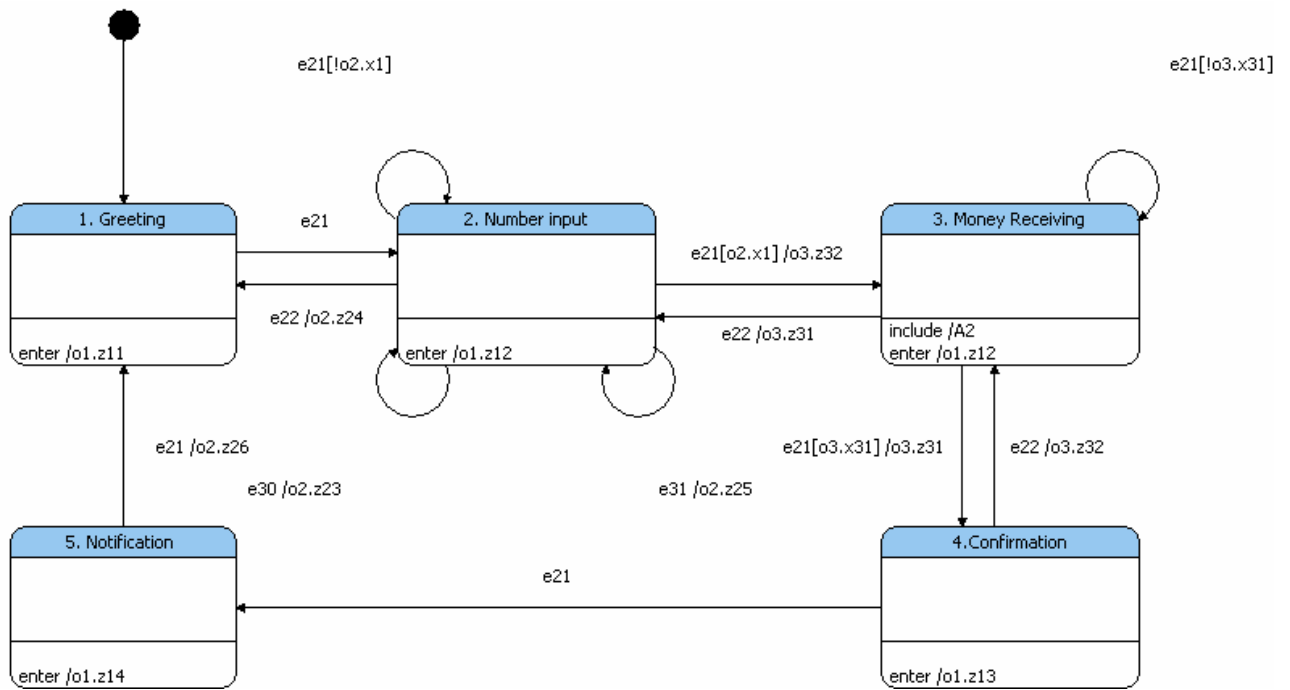 e21[!o2.x1]
e21[!o3.x31]
1. Greeting
e21
2. Number input
e21[o2.x1] /o3.z32
3. Money Receiving
e22 /o2.z24
e22 /o3.z31
include /A2
enter /o1.z11
enter /o1.z12
enter /o1.z12
e21 /o2.z26
e21[o3.x31] /o3.z31
e22 /o3.z32
e30 /o2.z23
e31 /o2.z25
5. Notification
4.Confirmation
e21
enter /o1.z14
enter /o1.z13